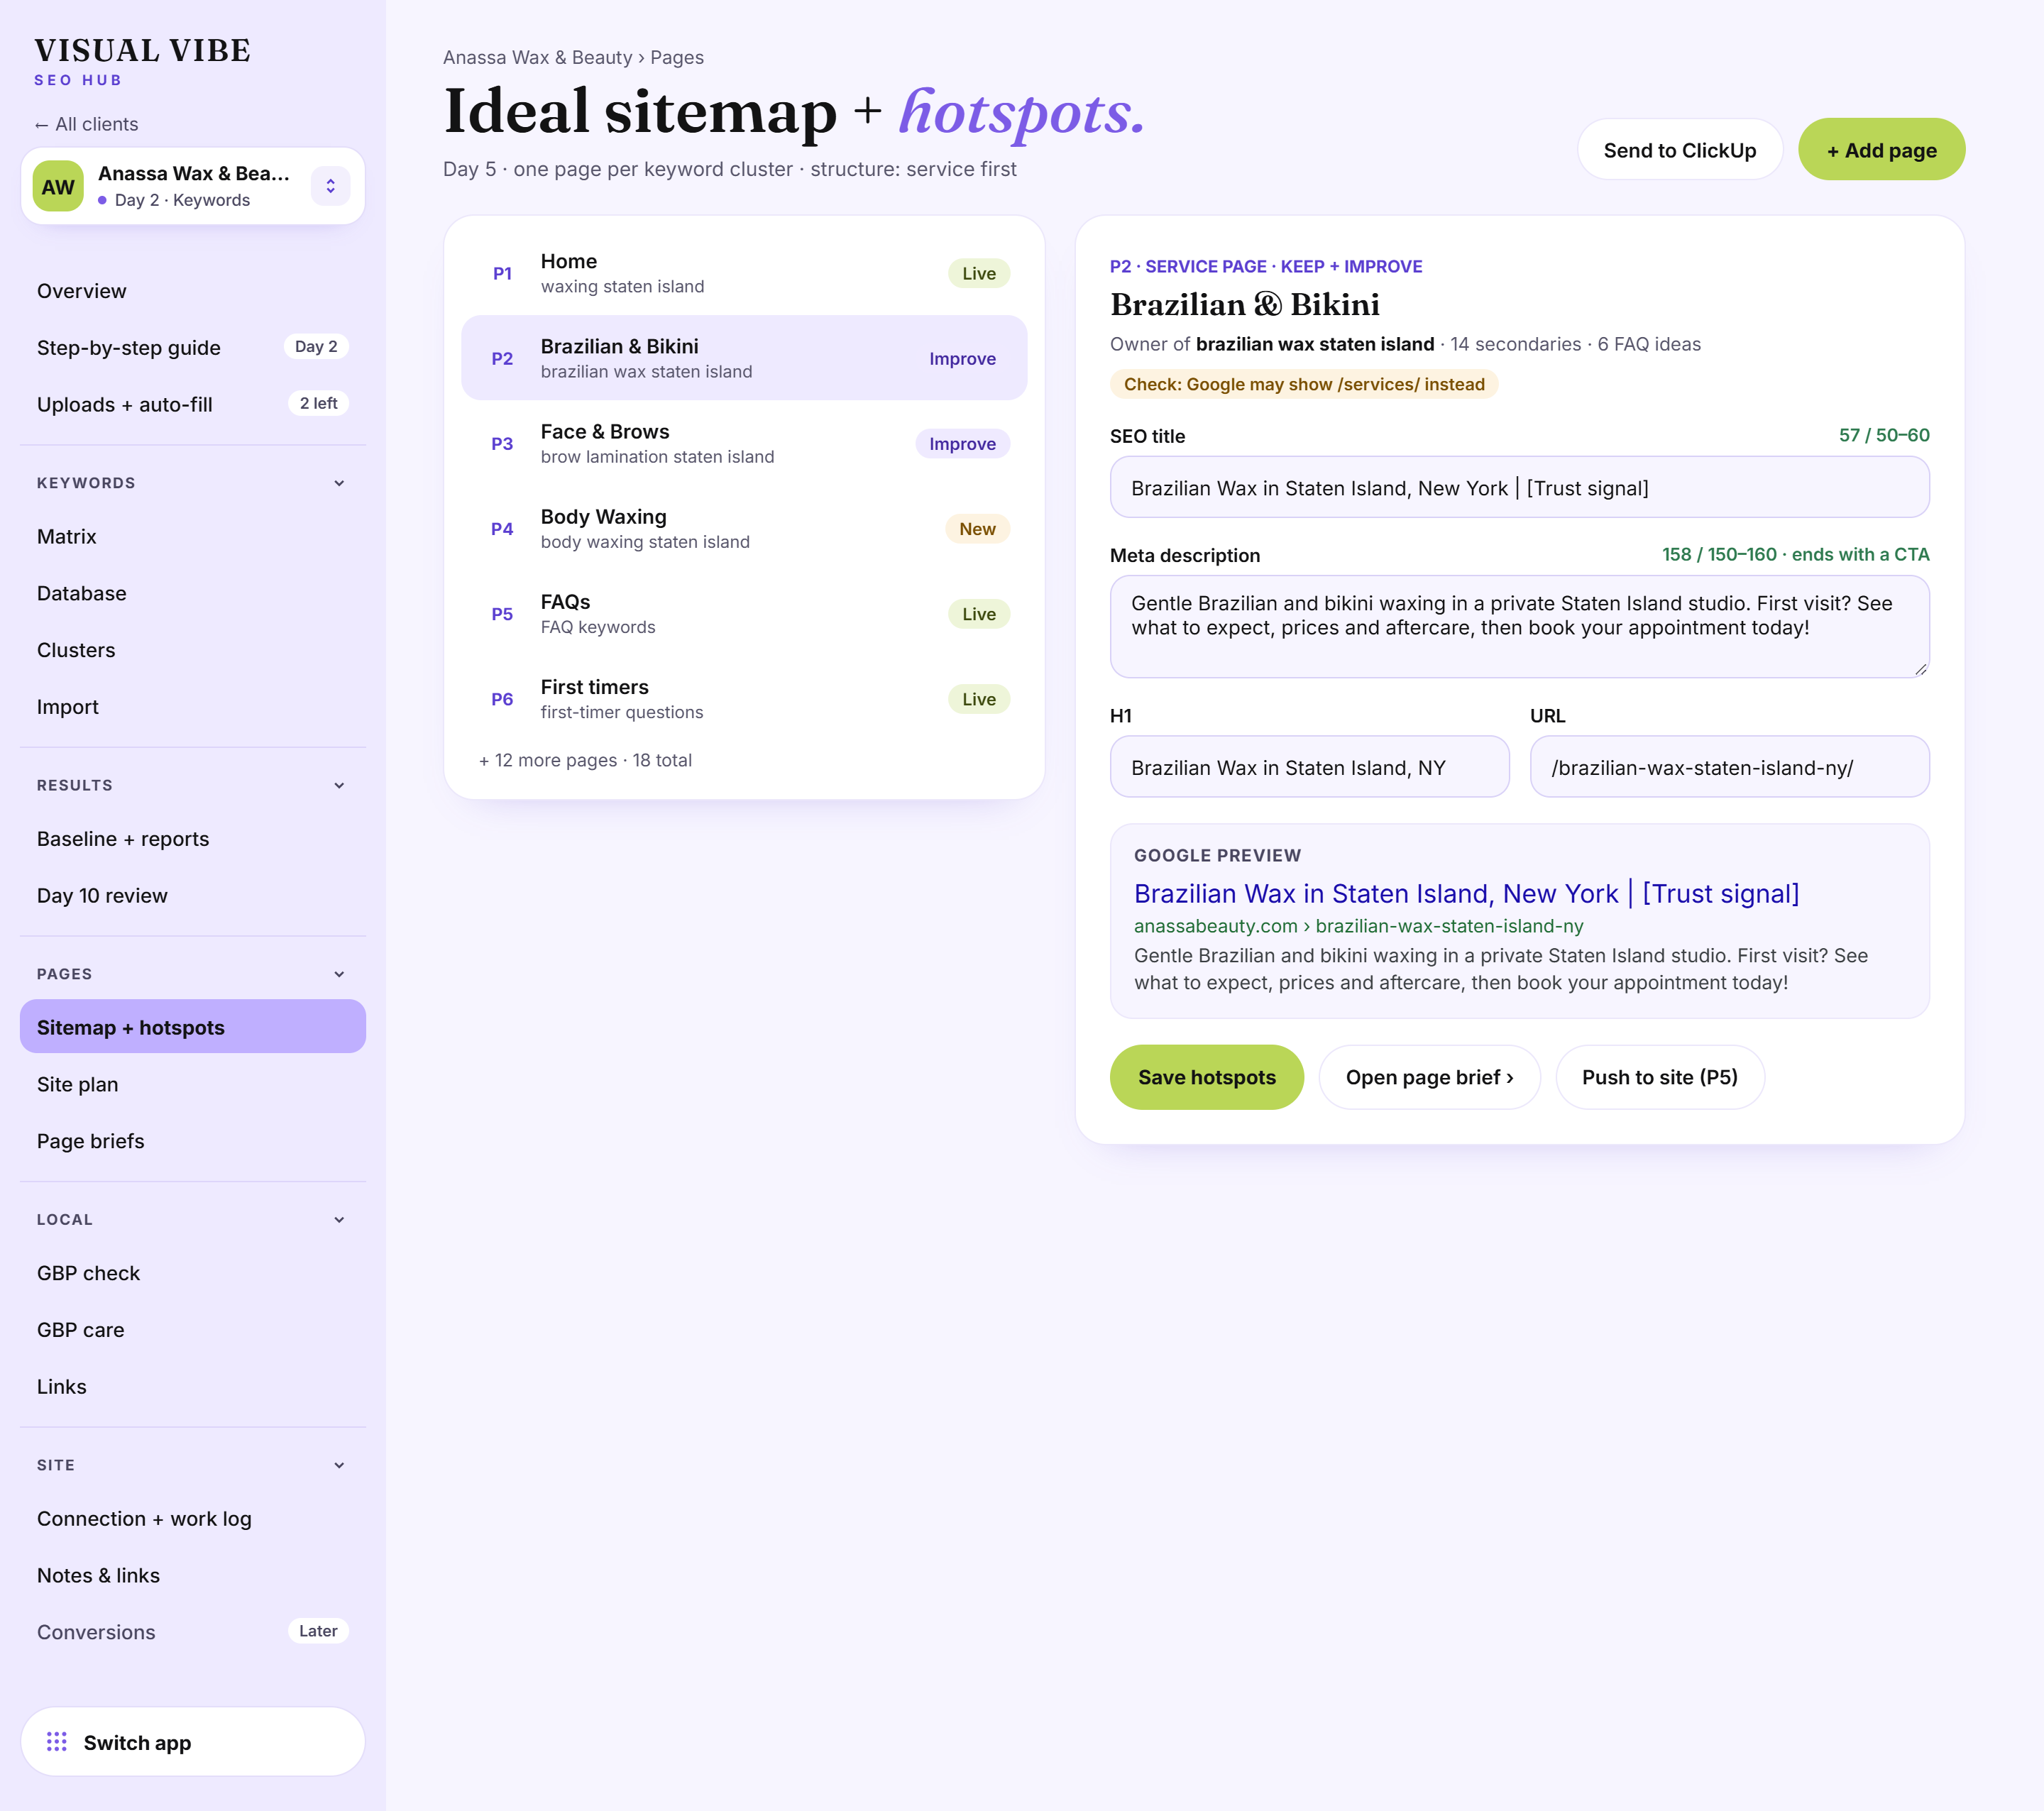 VISUAL VIBE
SEO HUB
← All clients
AW
Anassa Wax & Bea...
Day 2 · Keywords
Overview
Step-by-step guide
Day 2
Uploads + auto-fill
2 left
KEYWORDS
Matrix
Database
Clusters
Import
RESULTS
Baseline + reports
Day 10 review
PAGES
Sitemap + hotspots
Site plan
Page briefs
LOCAL
GBP check
GBP care
Links
SITE
Connection + work log
Notes & links
Conversions
Later
Switch app
Anassa Wax & Beauty › Pages
Ideal sitemap + hotspots.
Day 5 · one page per keyword cluster · structure: service first
Send to ClickUp
+ Add page
P1
Home
waxing staten island
Live
P2
Brazilian & Bikini
brazilian wax staten island
Improve
P3
Face & Brows
brow lamination staten island
Improve
P4
Body Waxing
body waxing staten island
New
P5
FAQs
FAQ keywords
Live
P6
First timers
first-timer questions
Live
+ 12 more pages · 18 total
P2 · SERVICE PAGE · KEEP + IMPROVE
Brazilian & Bikini
Owner of brazilian wax staten island · 14 secondaries · 6 FAQ ideas
Check: Google may show /services/ instead
SEO title
57 / 50–60
Brazilian Wax in Staten Island, New York | [Trust signal]
Meta description
158 / 150–160 · ends with a CTA
Gentle Brazilian and bikini waxing in a private Staten Island studio. First visit? See
what to expect, prices and aftercare, then book your appointment today!
H1
URL
Brazilian Wax in Staten Island, NY
/brazilian-wax-staten-island-ny/
GOOGLE PREVIEW
Brazilian Wax in Staten Island, New York | [Trust signal]
anassabeauty.com › brazilian-wax-staten-island-ny
Gentle Brazilian and bikini waxing in a private Staten Island studio. First visit? See
what to expect, prices and aftercare, then book your appointment today!
Save hotspots
Open page brief ›
Push to site (P5)